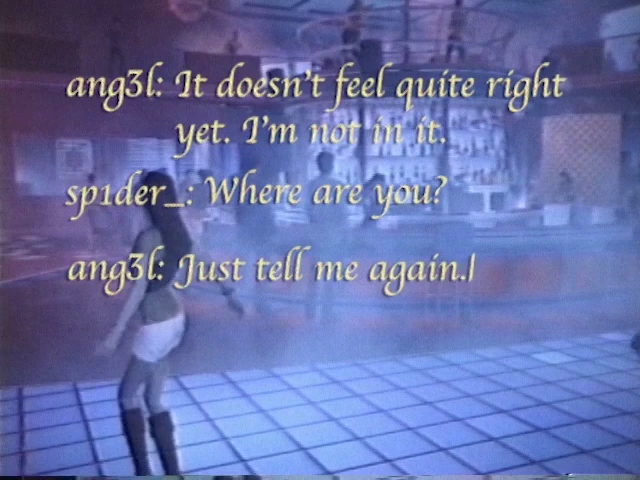 ang3l: It doesn't feel quite right
yet. I'm not in it.
sp1der_: Where are you?
ang3l: Just tell me again.|